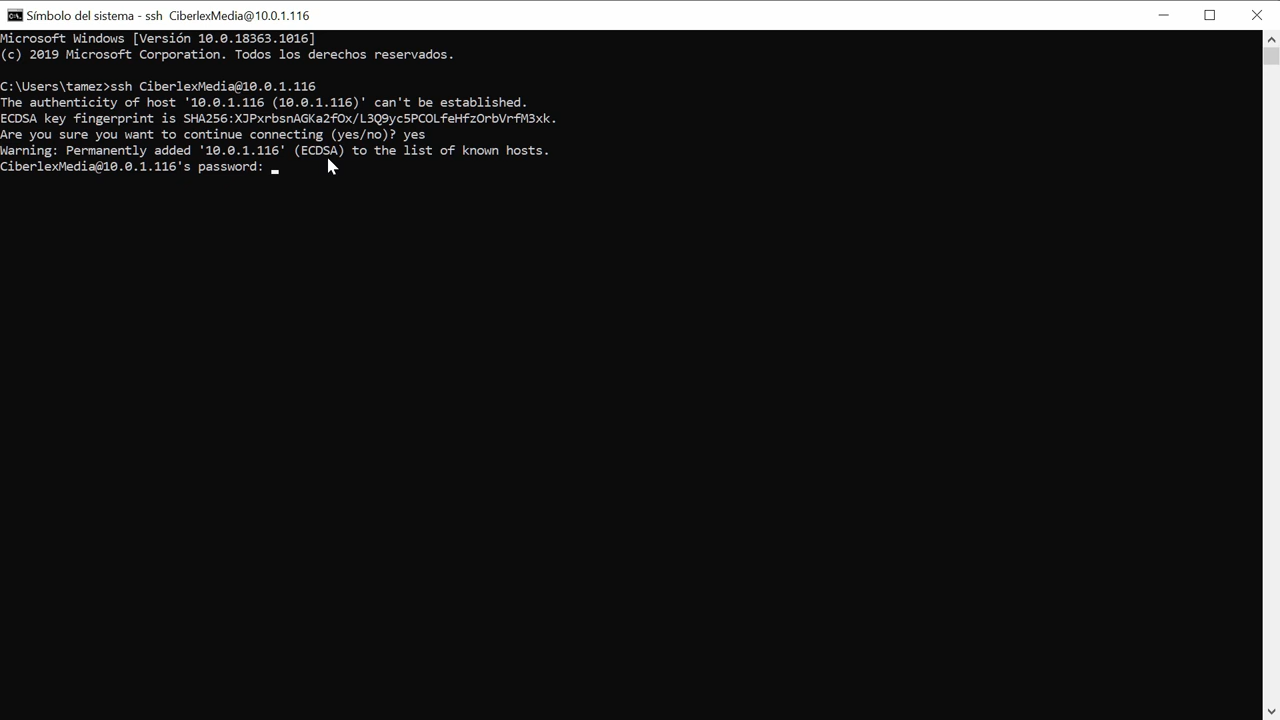 Símbolo del sistema - ssh  CiberlexMedia@10.0.1.116
Microsoft Windows [Versión 10.0.18363.1016]
(c) 2019 Microsoft Corporation. Todos los derechos reservados.
C:\Users\tamez>ssh CiberlexMedia@10.0.1.116
The authenticity of host '10.0.1.116 (10.0.1.116)' can't be established.
ECDSA key fingerprint is SHA256:XJPxrbsnAGKa2fOx/L3Q9yc5PCOLfeHfzOrbVrfM3xk.
Are you sure you want to continue connecting (yes/no)? yes
Warning: Permanently added '10.0.1.116' (ECDSA) to the list of known hosts.
CiberlexMedia@10.0.1.116's password: